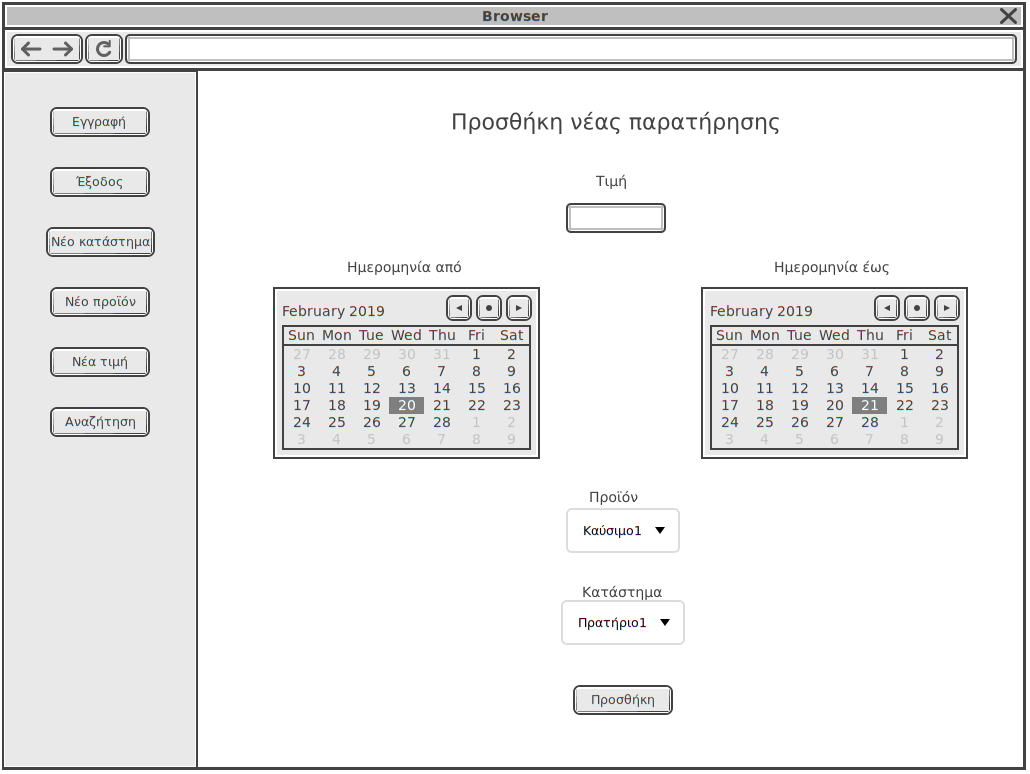 Browser
Εγγραφή
Έξοδος
Νέο κατάστημα
Νέο προϊόν
Νέα τιμή
Αναζήτηση
Προσθήκη νέας παρατήρησης
Τιμή
Ημερομηνία από
February 2019
Sun Mon Tue Wed Thu Fri Sat
27 28 29 30 31 1 2
3 4 5 6 7 8 9
10 11 12 13 14 15 16
17 18 19 20 21 22 23
24 25 26 27 28 1 2
3 4 5 6 7 8 9
Ημερομηνία έως
February 2019
Sun Mon Tue Wed Thu Fri Sat
27 28 29 30 31 1 2
3 4 5 6 7 8 9
10 11 12 13 14 15 16
17 18 19 20 21 22 23
24 25 26 27 28 1 2
3 4 5 6 7 8 9
Προϊόν
Καύσιμο1
Κατάστημα
Πρατήριο1
Προσθήκη